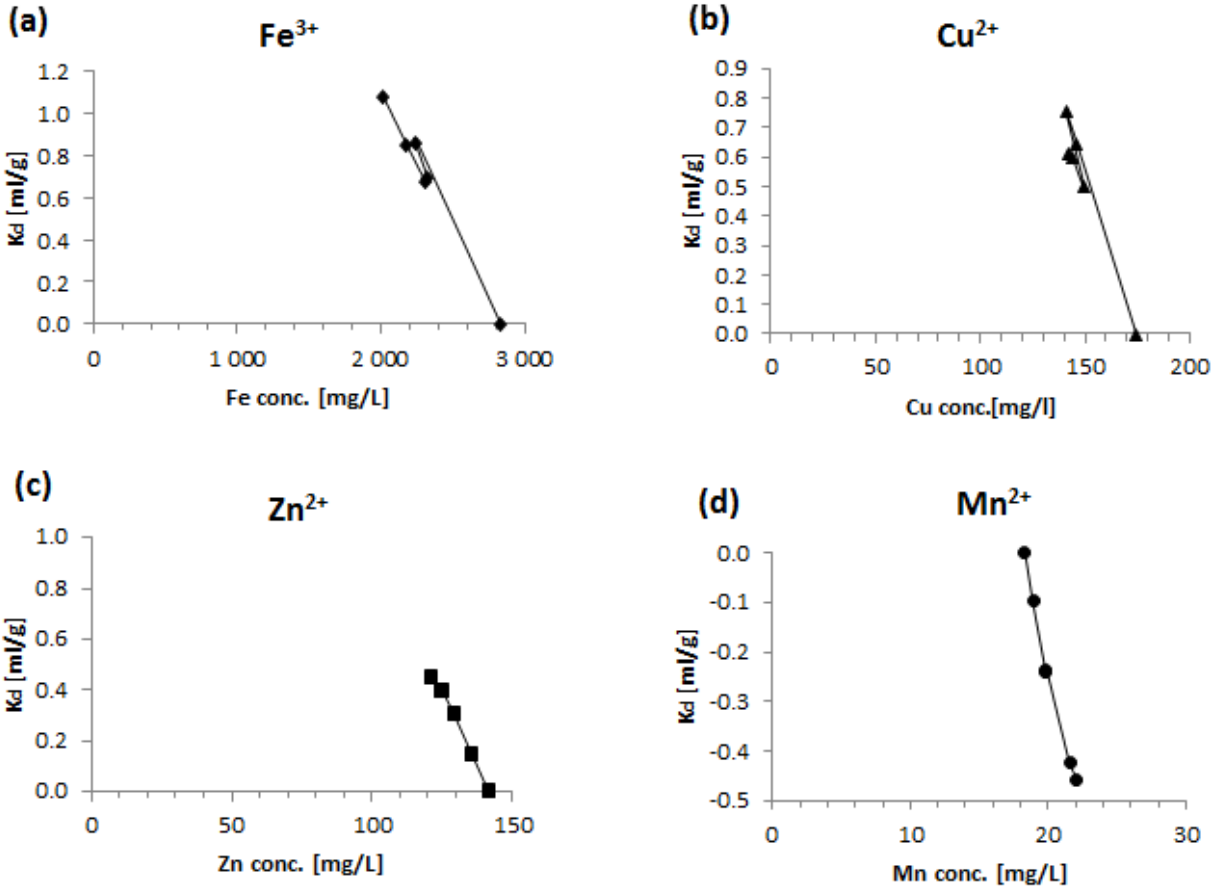 (a)
Fe³⁺
1.2
1.0
0.8
0.6
0.4
0.2
0.0
Kd [ml/g]
0 1 000 2 000 3 000
Fe conc. [mg/L]
(b)
Cu²⁺
0.9
0.8
0.7
0.6
0.5
0.4
0.3
0.2
0.1
0.0
Kd [ml/g]
0 50 100 150 200
Cu conc.[mg/l]
(c)
Zn²⁺
1.0
0.8
0.6
0.4
0.2
0.0
Kd [ml/g]
0 50 100 150
Zn conc. [mg/L]
(d)
Mn²⁺
0.0
-0.1
-0.2
-0.3
-0.4
-0.5
Kd [ml/g]
0 10 20 30
Mn conc. [mg/L]